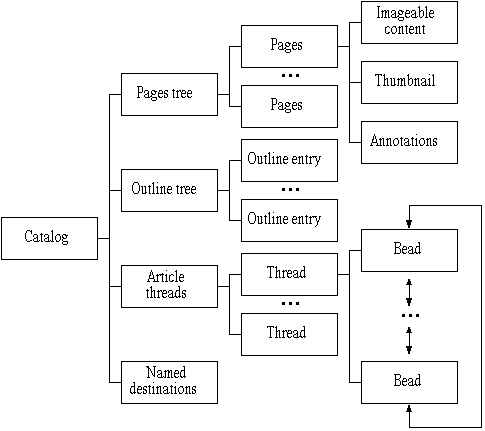 Catalog
Pages tree
Outline tree
Article
threads
Named
destinations
Pages
...
Pages
Outline entry
...
Outline entry
Thread
...
Thread
Imageable
content
Thumbnail
Annotations
Bead
...
Bead